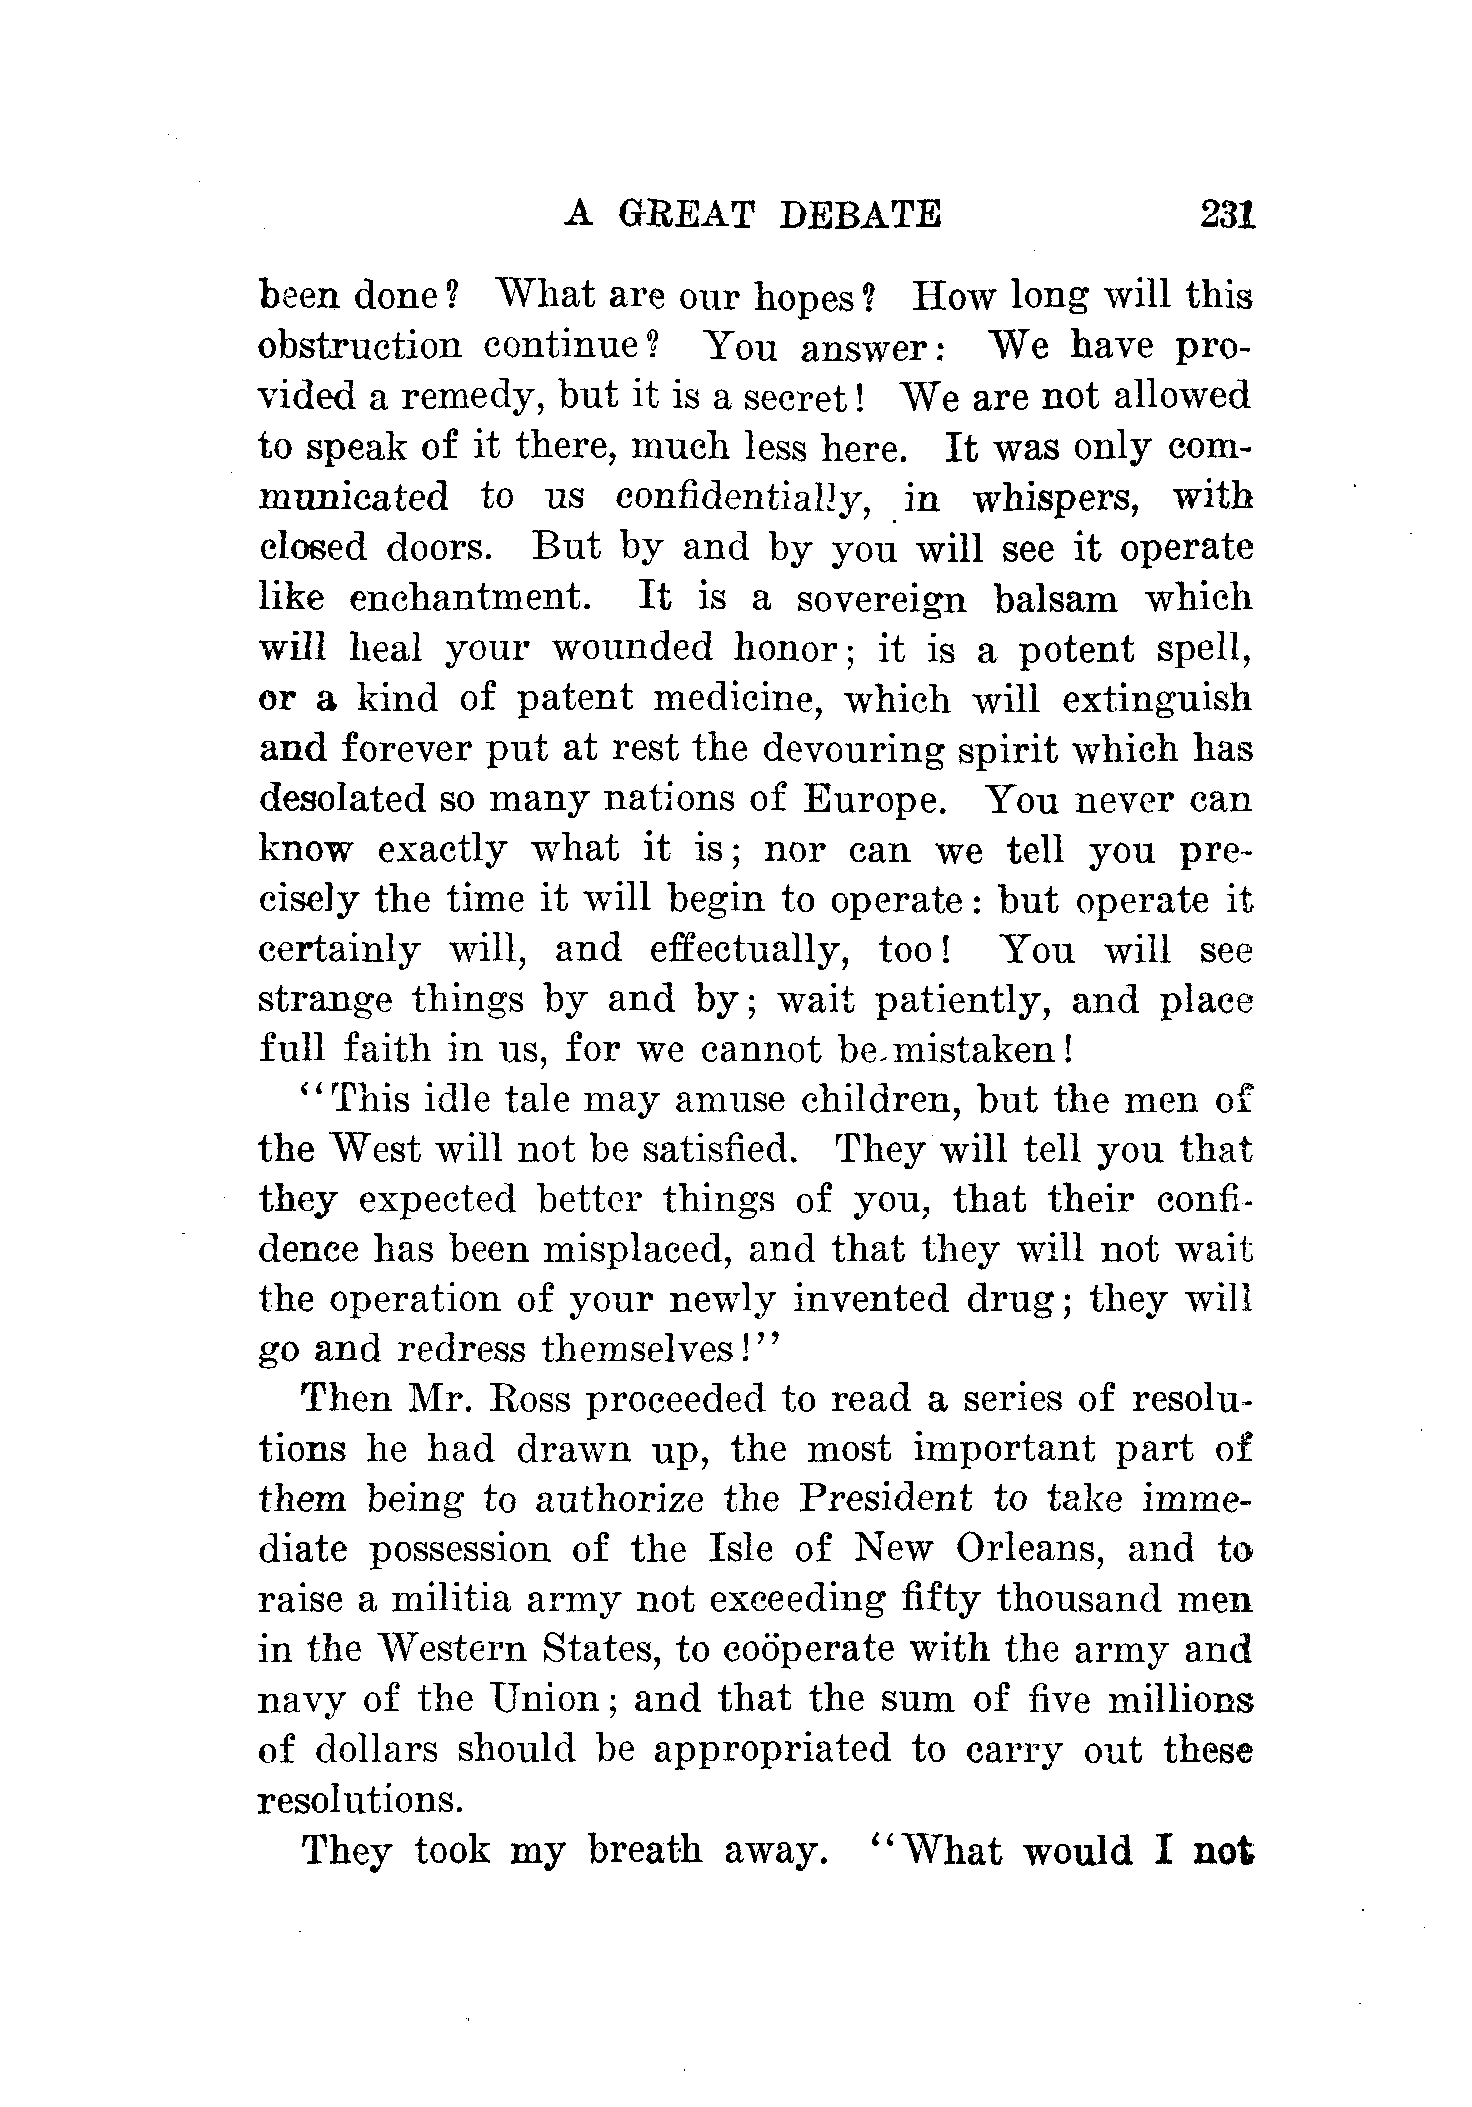 A GREAT DEBATE 231
been done? What are our hopes? How long will this
obstruction continue? You answer: We have pro-
vided a remedy, but it is a secret! We are not allowed
to speak of it there, much less here. It was only com-
municated to us confidentially, in whispers, with
closed doors. But by and by you will see it operate
like enchantment. It is a sovereign balsam which
will heal your wounded honor; it is a potent spell,
or a kind of patent medicine, which will extinguish
and forever put at rest the devouring spirit which has
desolated so many nations of Europe. You never can
know exactly what it is; nor can we tell you pre-
cisely the time it will begin to operate: but operate it
certainly will, and effectually, too! You will see
strange things by and by; wait patiently, and place
full faith in us, for we cannot be mistaken!
"This idle tale may amuse children, but the men of
the West will not be satisfied. They will tell you that
they expected better things of you, that their confi-
dence has been misplaced, and that they will not wait
the operation of your newly invented drug; they will
go and redress themselves!"
Then Mr. Ross proceeded to read a series of resolu-
tions he had drawn up, the most important part of
them being to authorize the President to take imme-
diate possession of the Isle of New Orleans, and to
raise a militia army not exceeding fifty thousand men
in the Western States, to coöperate with the army and
navy of the Union; and that the sum of five millions
of dollars should be appropriated to carry out these
resolutions.
They took my breath away. "What would I not